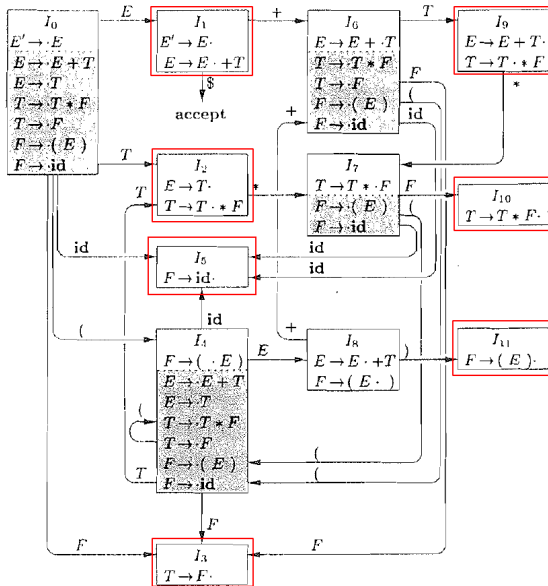 I₀
E′ → · E
E → · E + T
E → · T
T → · T * F
T → · F
F → · ( E )
F → · id
E
I₁
E′ → E ·
E → E · + T
$
accept
+
I₆
E → E + · T
T → · T * F
T → · F
F → · ( E )
F → · id
T
I₉
E → E + T ·
T → T · * F
*
F
(
id
+
T
I₂
E → T ·
T → T · * F
*
T
I₇
T → T * · F
F → · ( E )
F → · id
F
(
I₁₀
T → T * F ·
id
I₅
F → id ·
id
id
id
(
I₄
F → ( · E )
E → · E + T
E → · T
T → · T * F
T → · F
F → · ( E )
F → · id
(
T
E
+
I₈
E → E · + T
F → ( E · )
)
I₁₁
F → ( E ) ·
(
(
F
F
I₃
T → F ·
F